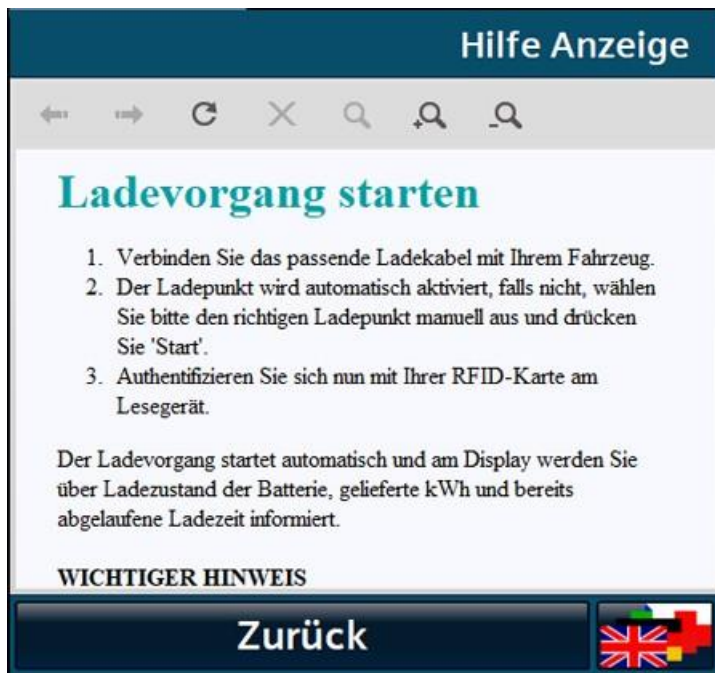 Hilfe Anzeige
Ladevorgang starten
1. Verbinden Sie das passende Ladekabel mit Ihrem Fahrzeug.
2. Der Ladepunkt wird automatisch aktiviert, falls nicht, wählen
Sie bitte den richtigen Ladepunkt manuell aus und drücken
Sie 'Start'.
3. Authentifizieren Sie sich nun mit Ihrer RFID-Karte am
Lesegerät.
Der Ladevorgang startet automatisch und am Display werden Sie
über Ladezustand der Batterie, gelieferte kWh und bereits
abgelaufene Ladezeit informiert.
WICHTIGER HINWEIS
Zurück